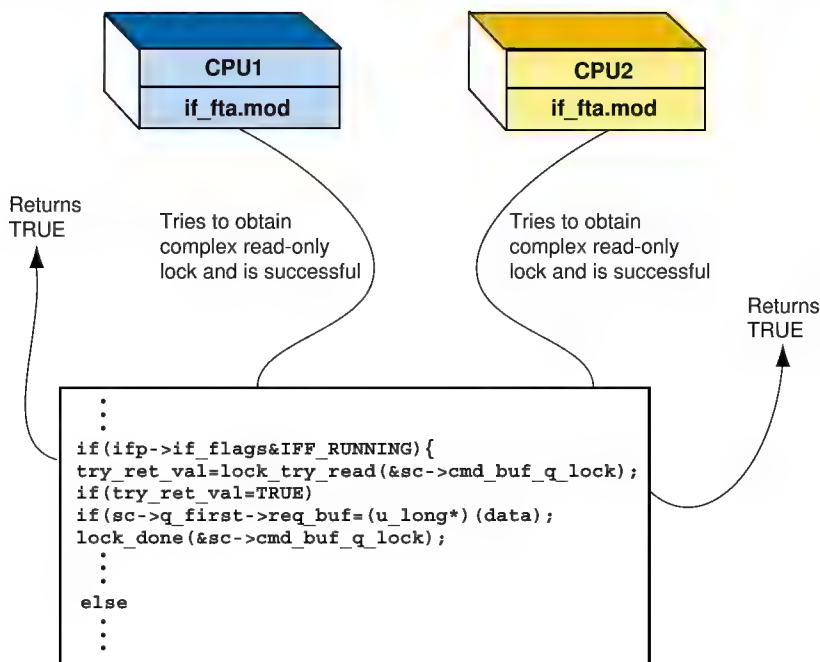 CPU1
if_fta.mod
CPU2
if_fta.mod
Returns
TRUE
Tries to obtain
complex read-only
lock and is successful
Tries to obtain
complex read-only
lock and is successful
Returns
TRUE
if(ifp->if_flags&IFF_RUNNING){
try_ret_val=lock_try_read(&sc->cmd_buf_q_lock);
if(try_ret_val=TRUE)
if(sc->q_first->req_buf=(u_long*)(data);
lock_done(&sc->cmd_buf_q_lock);
else